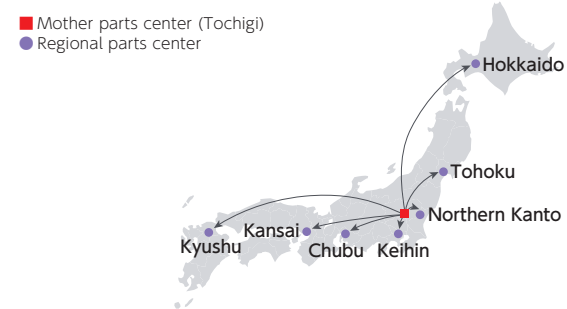 Mother parts center (Tochigi)
Regional parts center
Hokkaido
Tohoku
Northern Kanto
Kansai
Kyushu
Chubu
Keihin